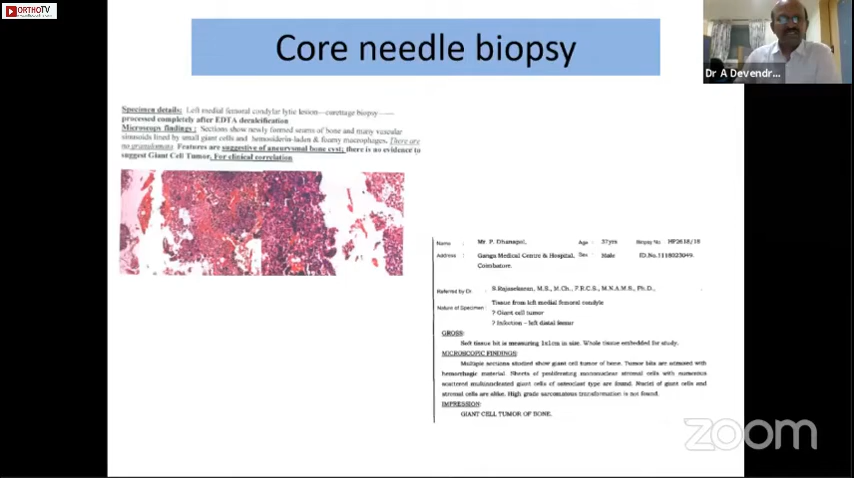 ORTHOTV
Core needle biopsy
Dr A Devendr...
Specimen details: Left medial femoral condylar lytic lesion—curettage biopsy——
processed completely after EDTA decalcification
Microscopy findings : Sections show newly formed seams of bone and many vascular
sinusoids lined by small giant cells and hemosiderin-laden & foamy macrophages. There are
no granulomata. Features are suggestive of aneurysmal bone cyst; there is no evidence to
suggest Giant Cell Tumor. For clinical correlation
Name : Mr P. Dhanapol, Age : 37yrs Biopsy No HP2618/18
Address : Ganga Medical Centre & Hospital, Sex : Male ID.No.1118023049.
Coimbatore.
Referred by Dr. : S.Rajasekaran, M.S., M.Ch., F.R.C.S., M.N.A.M.S., Ph.D.,
Nature of Specimen : Tissue from left medial femoral condyle
? Giant cell tumor
? Infection - left distal femur
GROSS:
Soft tissue bit is measuring 1x1cm in size. Whole tissue embedded for study.
MICROSCOPIC FINDINGS:
Multiple sections studied show giant cell tumor of bone. Tumor bits are admixed with
hemorrhagic material. Sheets of proliferating mononuclear stromal cells with numerous
scattered multinucleated giant cells of osteoclast type are found. Nuclei of giant cells and
stromal cells are alike. High grade sarcomatous transformation is not found.
IMPRESSION:
GIANT CELL TUMOR OF BONE.
zoom